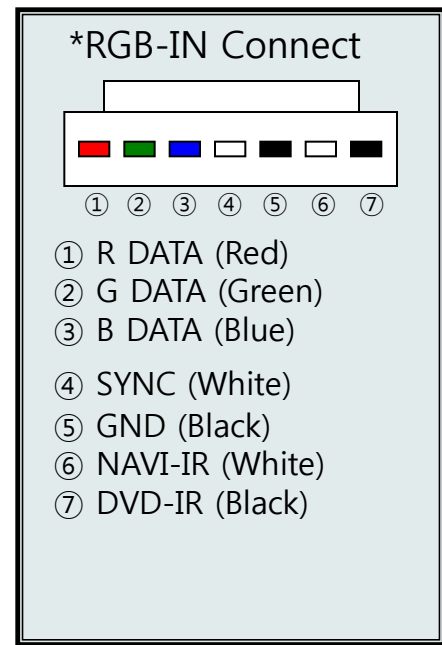 *RGB-IN Connect
① ② ③ ④ ⑤ ⑥ ⑦
① R DATA (Red)
② G DATA (Green)
③ B DATA (Blue)
④ SYNC (White)
⑤ GND (Black)
⑥ NAVI-IR (White)
⑦ DVD-IR (Black)